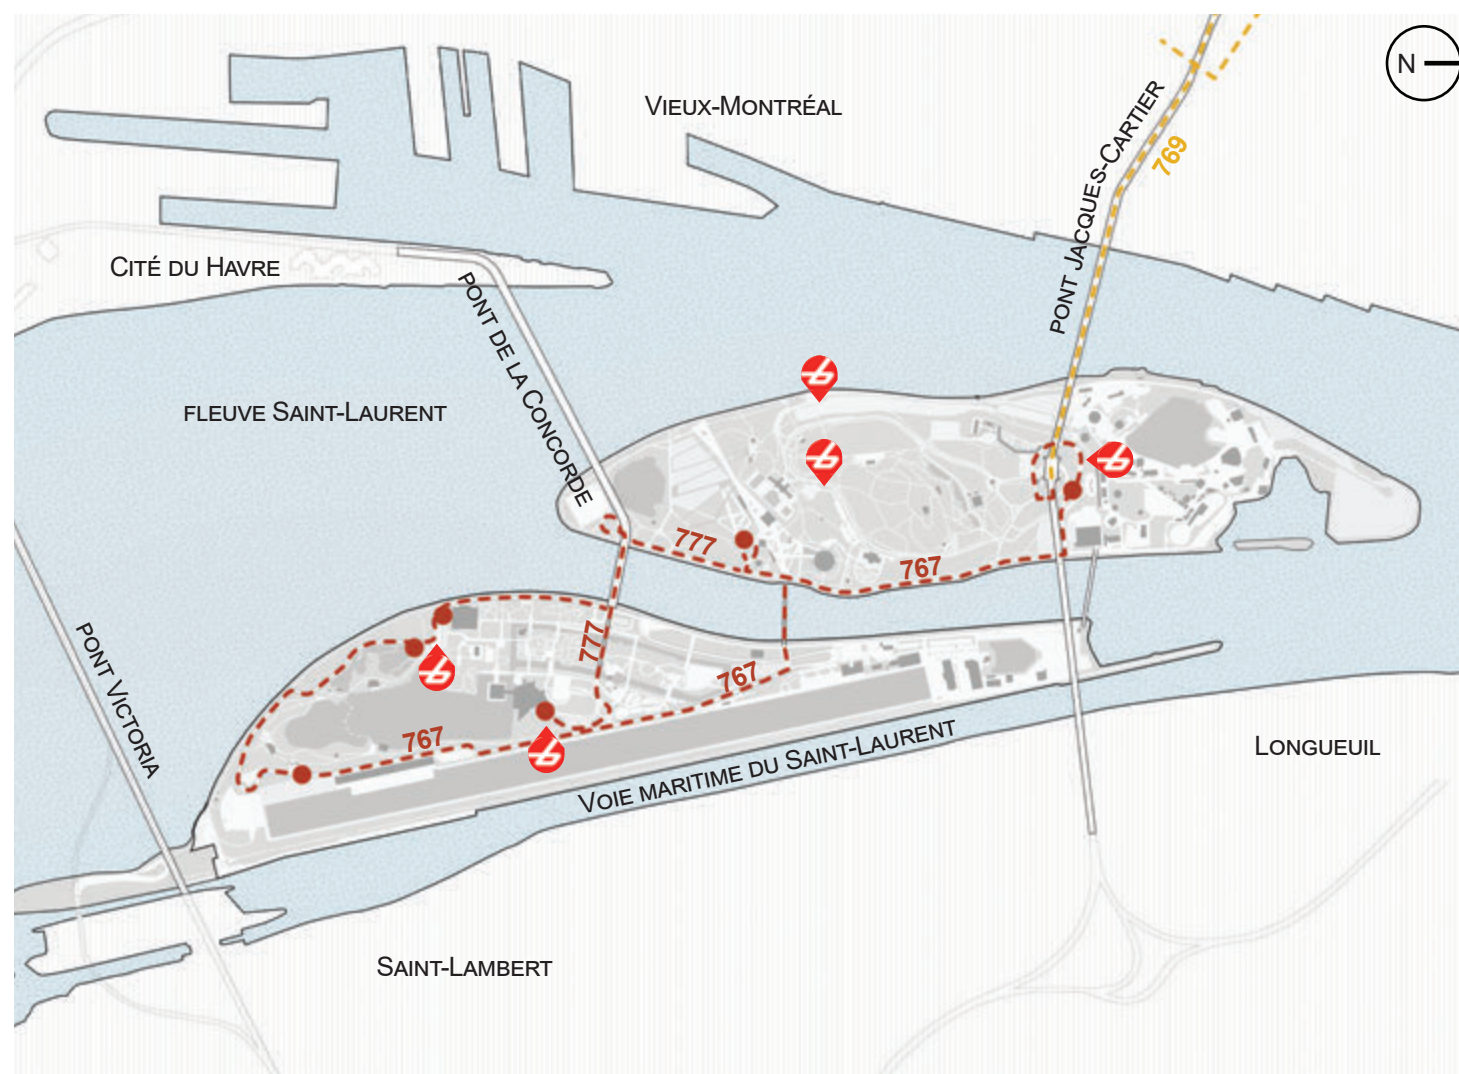 N
VIEUX-MONTRÉAL
PONT JACQUES-CARTIER
769
CITÉ DU HAVRE
PONT DE LA CONCORDE
FLEUVE SAINT-LAURENT
777
767
777
767
767
PONT VICTORIA
VOIE MARITIME DU SAINT-LAURENT
LONGUEUIL
SAINT-LAMBERT